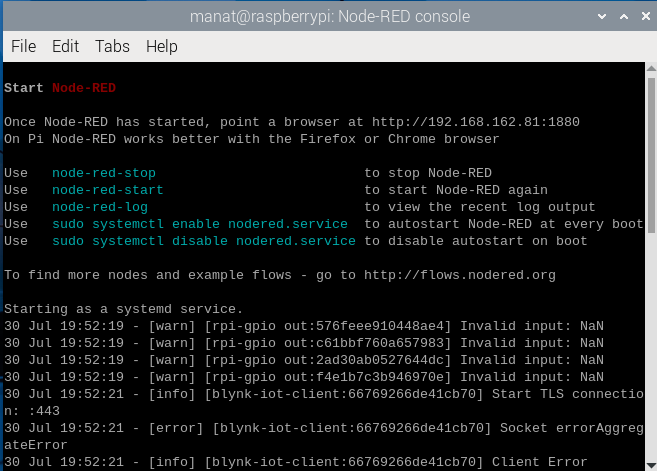 manat@raspberrypi: Node-RED console
File Edit Tabs Help
Start Node-RED
Once Node-RED has started, point a browser at http://192.168.162.81:1880
On Pi Node-RED works better with the Firefox or Chrome browser
Use node-red-stop to stop Node-RED
Use node-red-start to start Node-RED again
Use node-red-log to view the recent log output
Use sudo systemctl enable nodered.service to autostart Node-RED at every boot
Use sudo systemctl disable nodered.service to disable autostart on boot
To find more nodes and example flows - go to http://flows.nodered.org
Starting as a systemd service.
30 Jul 19:52:19 - [warn] [rpi-gpio out:576feee910448ae4] Invalid input: NaN
30 Jul 19:52:19 - [warn] [rpi-gpio out:c61bbf760a657983] Invalid input: NaN
30 Jul 19:52:19 - [warn] [rpi-gpio out:2ad30ab0527644dc] Invalid input: NaN
30 Jul 19:52:19 - [warn] [rpi-gpio out:f4e1b7c3b946970e] Invalid input: NaN
30 Jul 19:52:21 - [info] [blynk-iot-client:66769266de41cb70] Start TLS connectio
n: :443
30 Jul 19:52:21 - [error] [blynk-iot-client:66769266de41cb70] Socket errorAggreg
ateError
30 Jul 19:52:21 - [info] [blynk-iot-client:66769266de41cb70] Client Error